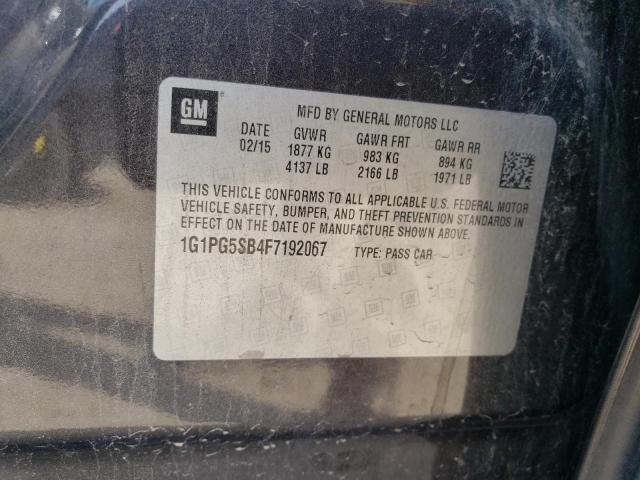 GM
MFD BY GENERAL MOTORS LLC
DATE GVWR GAWR FRT GAWR RR
02/15 1877 KG 983 KG 894 KG
4137 LB 2166 LB 1971 LB
THIS VEHICLE CONFORMS TO ALL APPLICABLE U.S. FEDERAL MOTOR
VEHICLE SAFETY, BUMPER, AND THEFT PREVENTION STANDARDS IN
EFFECT ON THE DATE OF MANUFACTURE SHOWN ABOVE.
1G1PG5SB4F7192067 TYPE: PASS CAR